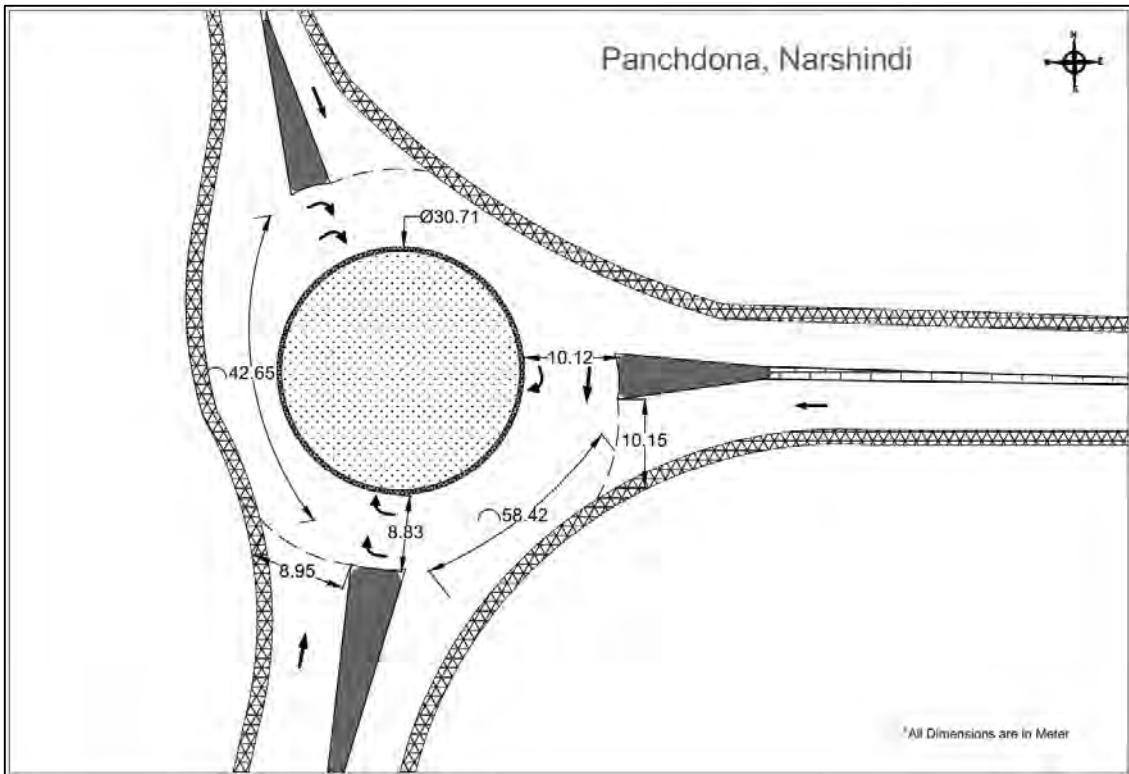 Panchdona, Narshindi
N
W E
S
Ø30.71
10.12
42.65
10.15
58.42
8.83
8.95
*All Dimensions are in Meter